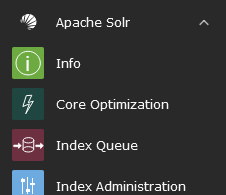 Apache Solr
Info
Core Optimization
Index Queue
Index Administration